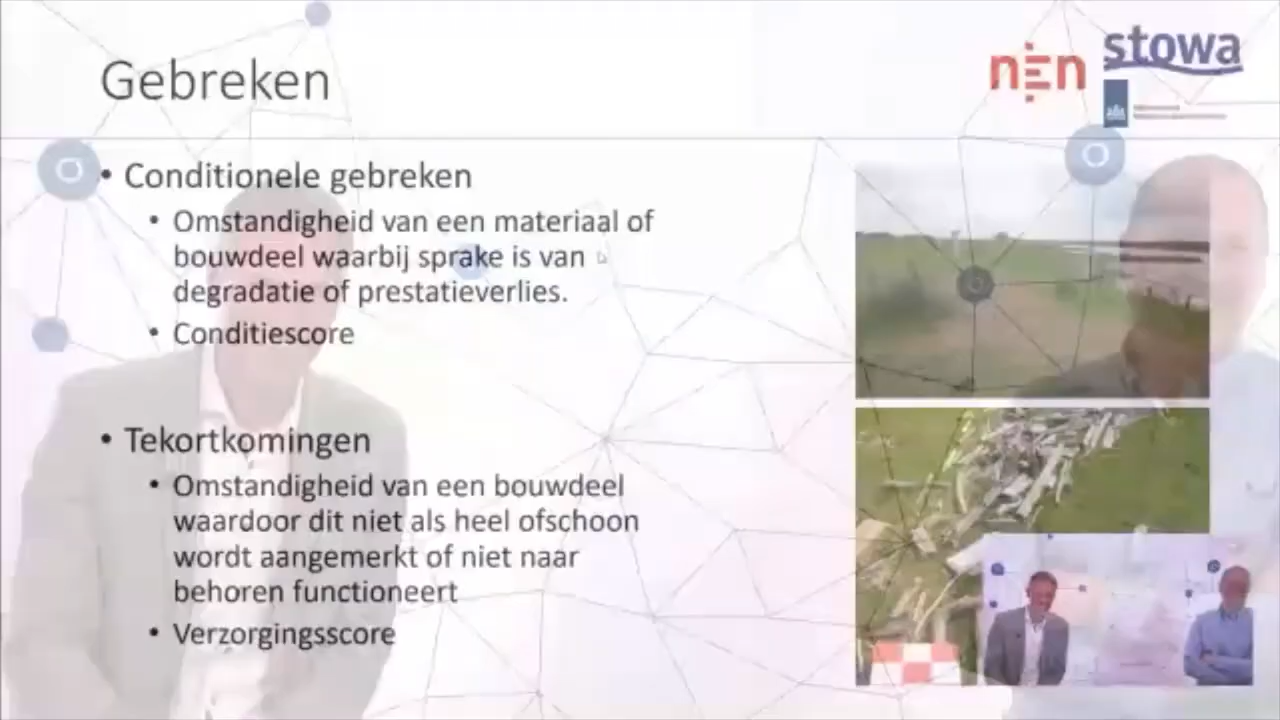 Gebreken
nen
stowa
• Conditionele gebreken
• Omstandigheid van een materiaal of
bouwdeel waarbij sprake is van
degradatie of prestatieverlies.
• Conditiescore
• Tekortkomingen
• Omstandigheid van een bouwdeel
waardoor dit niet als heel ofschoon
wordt aangemerkt of niet naar
behoren functioneert
• Verzorgingsscore